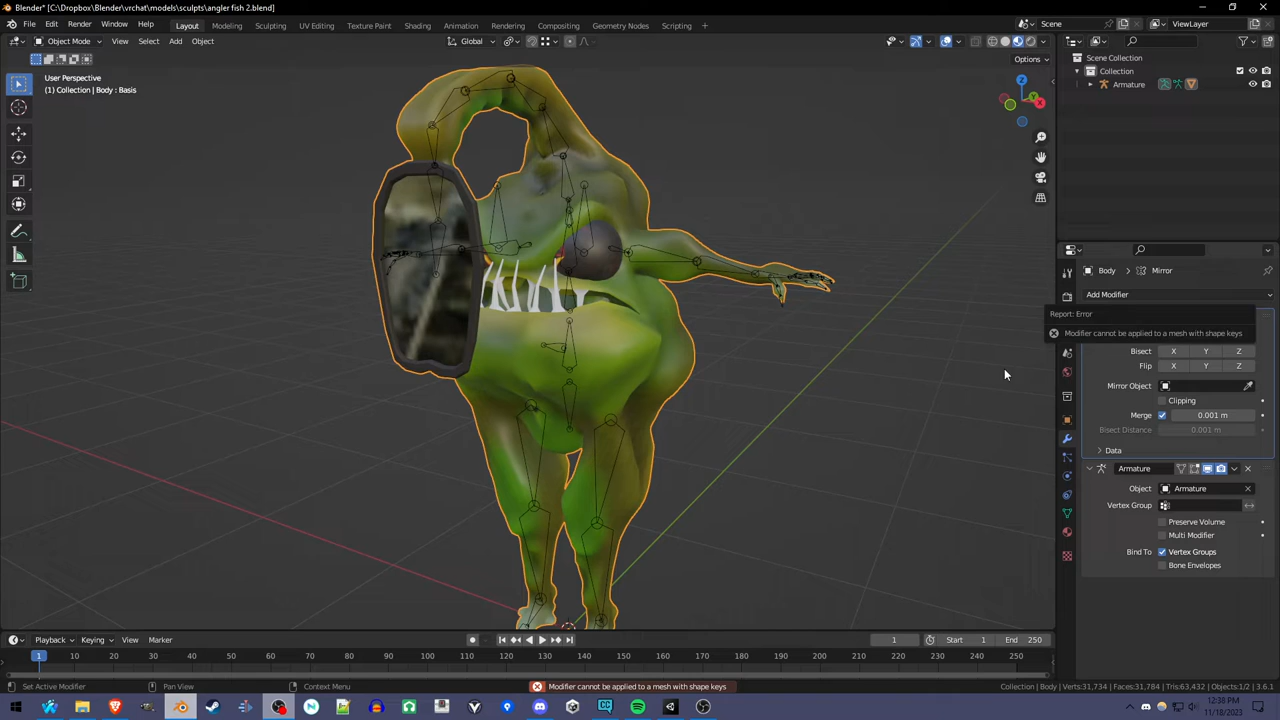 Blender* [C:\Dropbox\Blender\vrchat\models\sculpts\angler fish 2.blend]
File Edit Render Window Help Layout Modeling Sculpting UV Editing Texture Paint Shading Animation Rendering Compositing Geometry Nodes Scripting + Scene ViewLayer
Object Mode View Select Add Object Global
Options
User Perspective
(1) Collection | Body : Basis
Scene Collection
Collection
Armature
Body > Mirror
Add Modifier
Report: Error
Modifier cannot be applied to a mesh with shape keys
Bisect X Y Z
Flip X Y Z
Mirror Object
Clipping
Merge 0.001 m
Bisect Distance 0.001 m
Data
Armature
Object Armature
Vertex Group
Preserve Volume
Multi Modifier
Bind To Vertex Groups
Bone Envelopes
Playback Keying View Marker 1 Start 1 End 250
1 10 20 30 40 50 60 70 80 90 100 110 120 130 140 150 160 170 180 190 200 210 220 230 240 250
Set Active Modifier Pan View Context Menu Modifier cannot be applied to a mesh with shape keys Collection | Body | Verts:31,734 | Faces:31,784 | Tris:63,432 | Objects:1/2 | 3.6.1
12:38 PM
11/18/2023